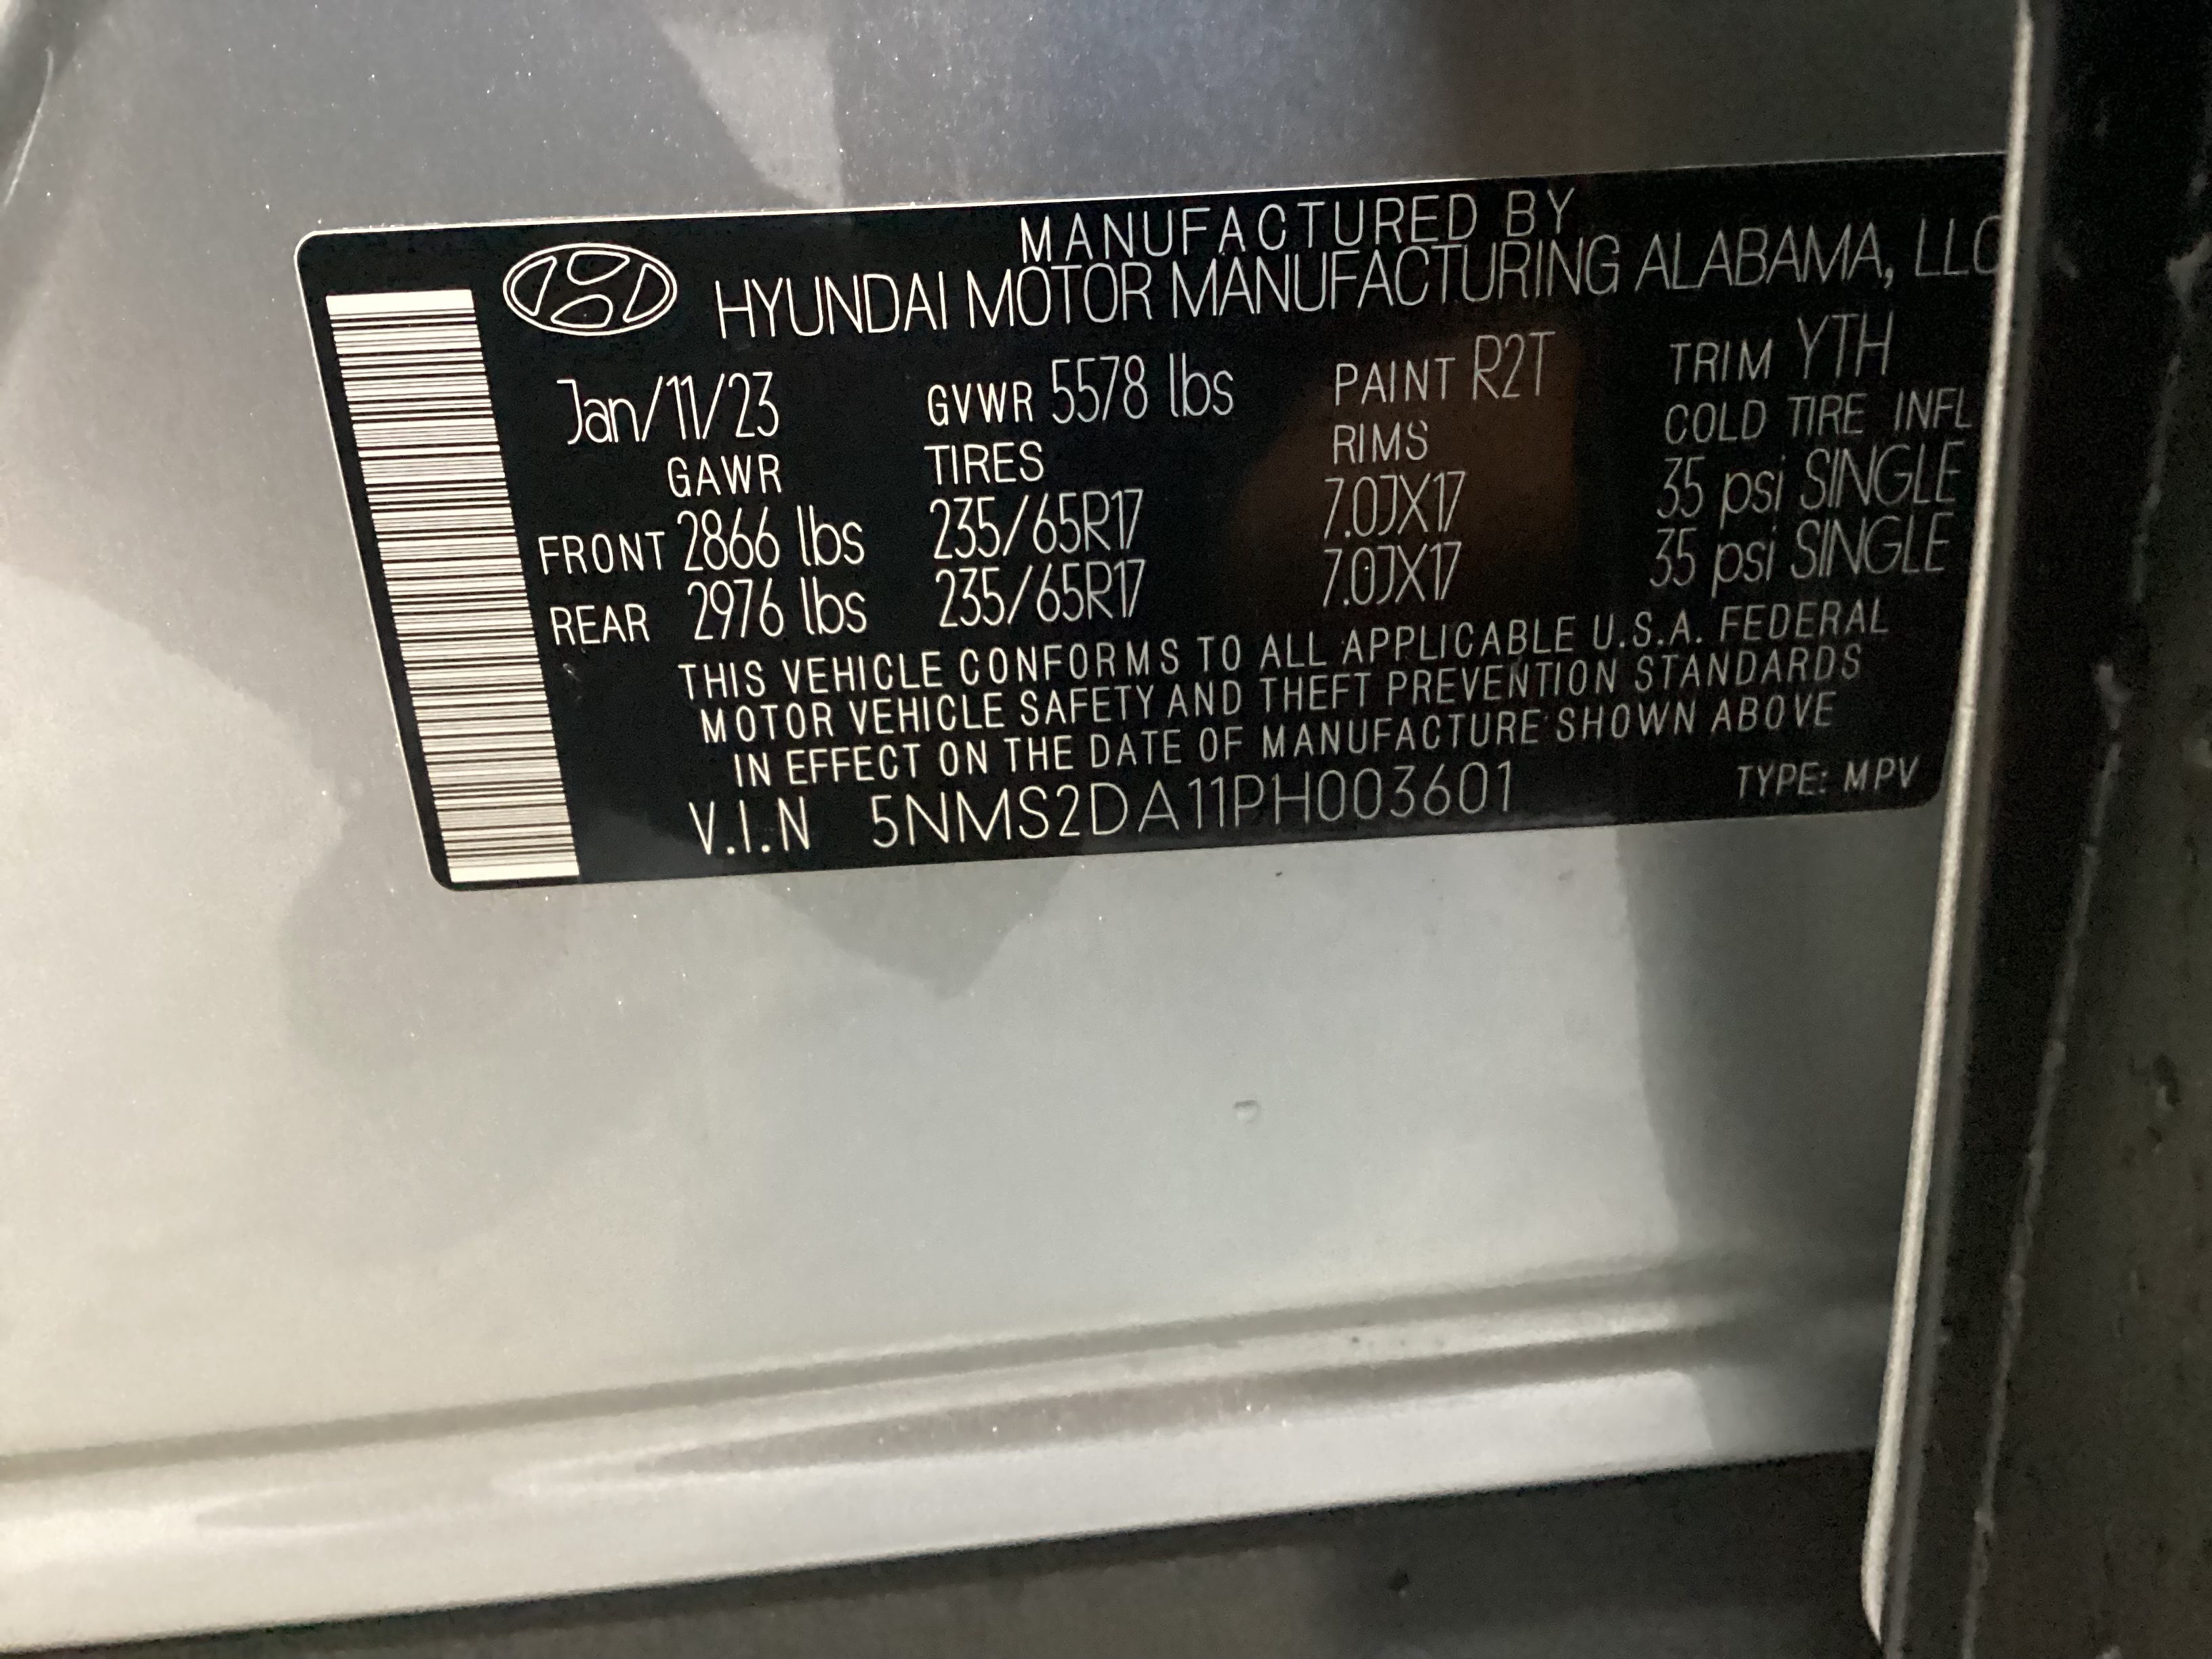 MANUFACTURED BY
HYUNDAI MOTOR MANUFACTURING ALABAMA, LLC
Jan/11/23 GVWR 5578 lbs PAINT R2T TRIM YTH
GAWR TIRES RIMS COLD TIRE INFL
FRONT 2866 lbs 235/65R17 7.0JX17 35 psi SINGLE
REAR 2976 lbs 235/65R17 7.0JX17 35 psi SINGLE
THIS VEHICLE CONFORMS TO ALL APPLICABLE U.S.A. FEDERAL
MOTOR VEHICLE SAFETY AND THEFT PREVENTION STANDARDS
IN EFFECT ON THE DATE OF MANUFACTURE SHOWN ABOVE
V.I.N 5NMS2DA11PH003601 TYPE: MPV